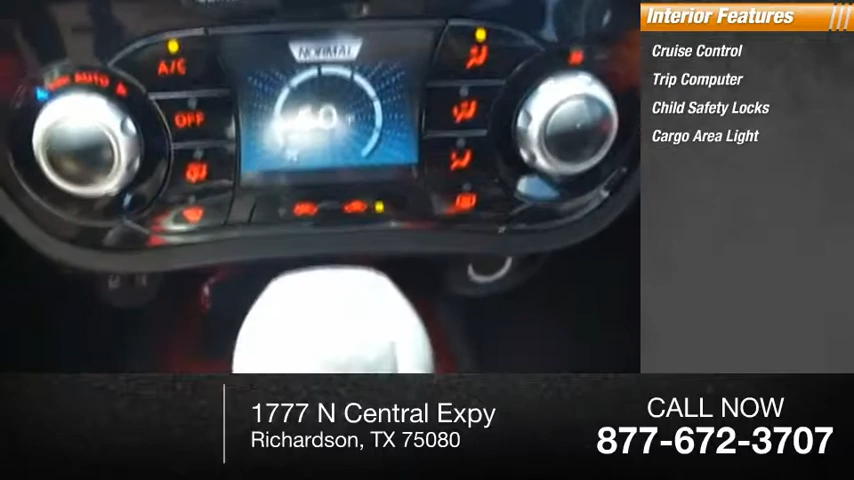 Interior Features
Cruise Control
Trip Computer
Child Safety Locks
Cargo Area Light
NORMAL
A/C
AUTO
OFF
1777 N Central Expy
Richardson, TX 75080
CALL NOW
877-672-3707